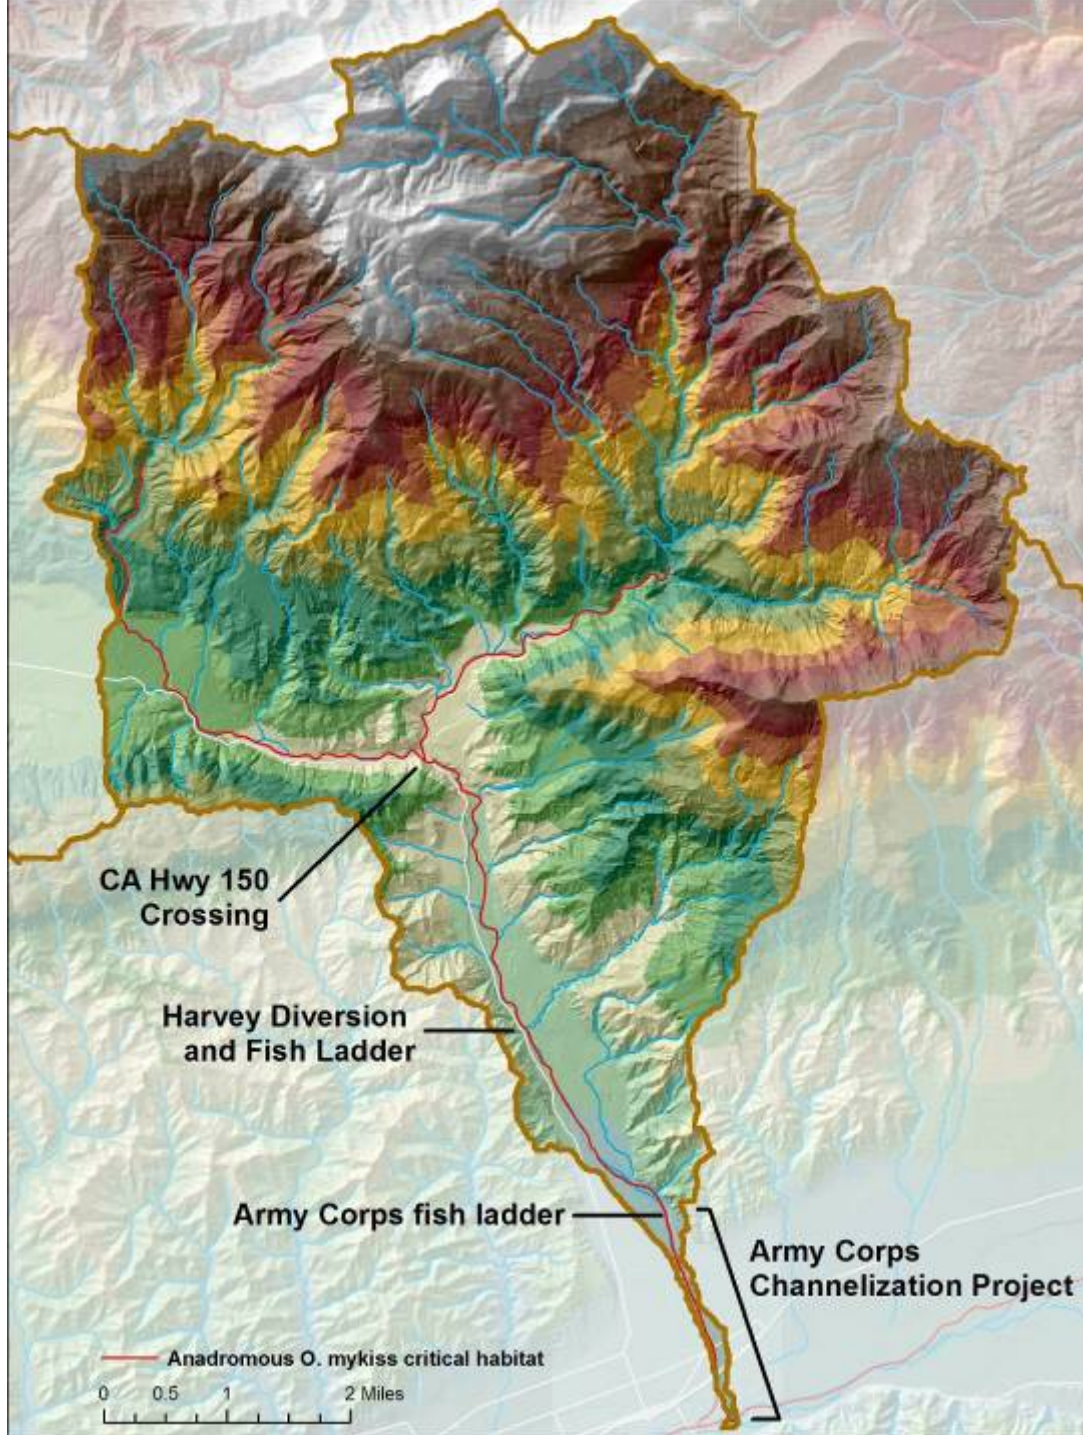 CA Hwy 150
Crossing
Harvey Diversion
and Fish Ladder
Army Corps fish ladder
Army Corps
Channelization Project
Anadromous O. mykiss critical habitat
0 0.5 1 2 Miles